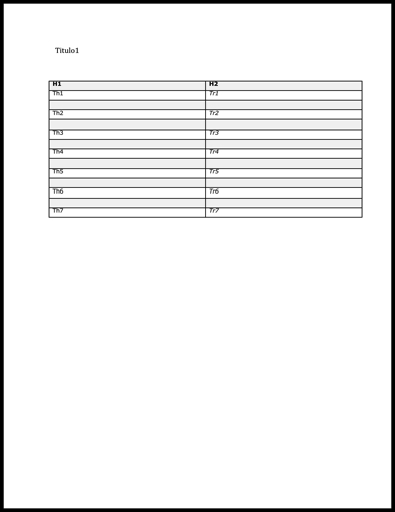 Titulo1
H1 H2
Th1 Tr1
Th2 Tr2
Th3 Tr3
Th4 Tr4
Th5 Tr5
Th6 Tr6
Th7 Tr7